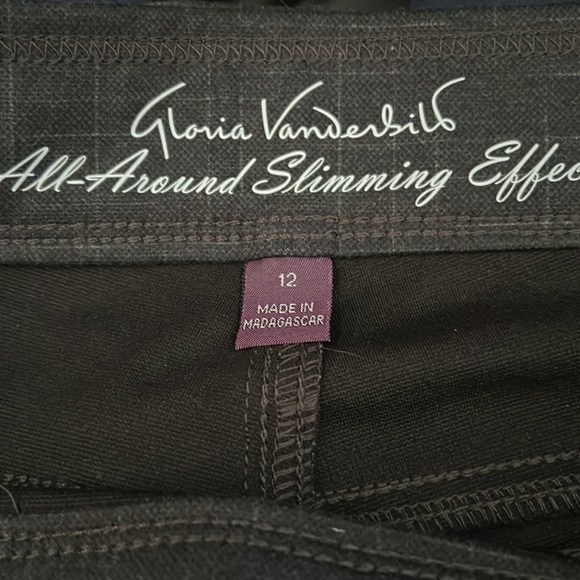 Gloria Vanderbilt
All-Around Slimming Effec
12
MADE IN
MADAGASCAR